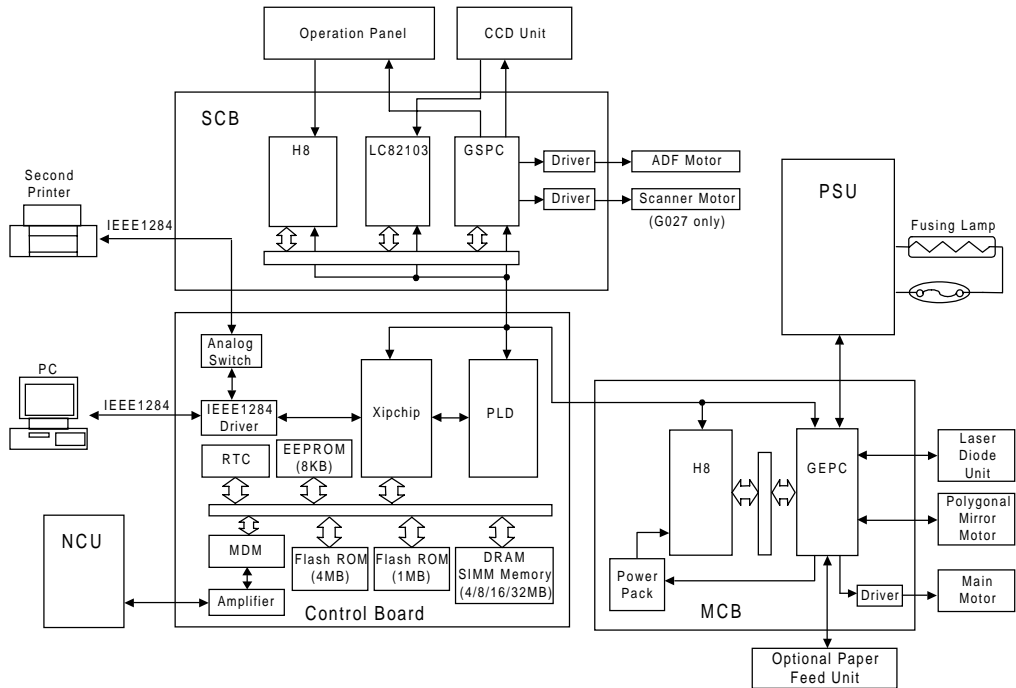 Operation Panel
CCD Unit
SCB
H8
LC82103
GSPC
Driver
ADF Motor
Driver
Scanner Motor
(G027 only)
Second
Printer
IEEE1284
PSU
Fusing Lamp
Analog
Switch
PC
IEEE1284
IEEE1284
Driver
Xipchip
PLD
RTC
EEPROM
(8KB)
H8
GEPC
Laser
Diode
Unit
Polygonal
Mirror
Motor
NCU
MDM
Flash ROM
(4MB)
Flash ROM
(1MB)
DRAM
SIMM Memory
(4/8/16/32MB)
Amplifier
Control Board
Power
Pack
Driver
Main
Motor
MCB
Optional Paper
Feed Unit